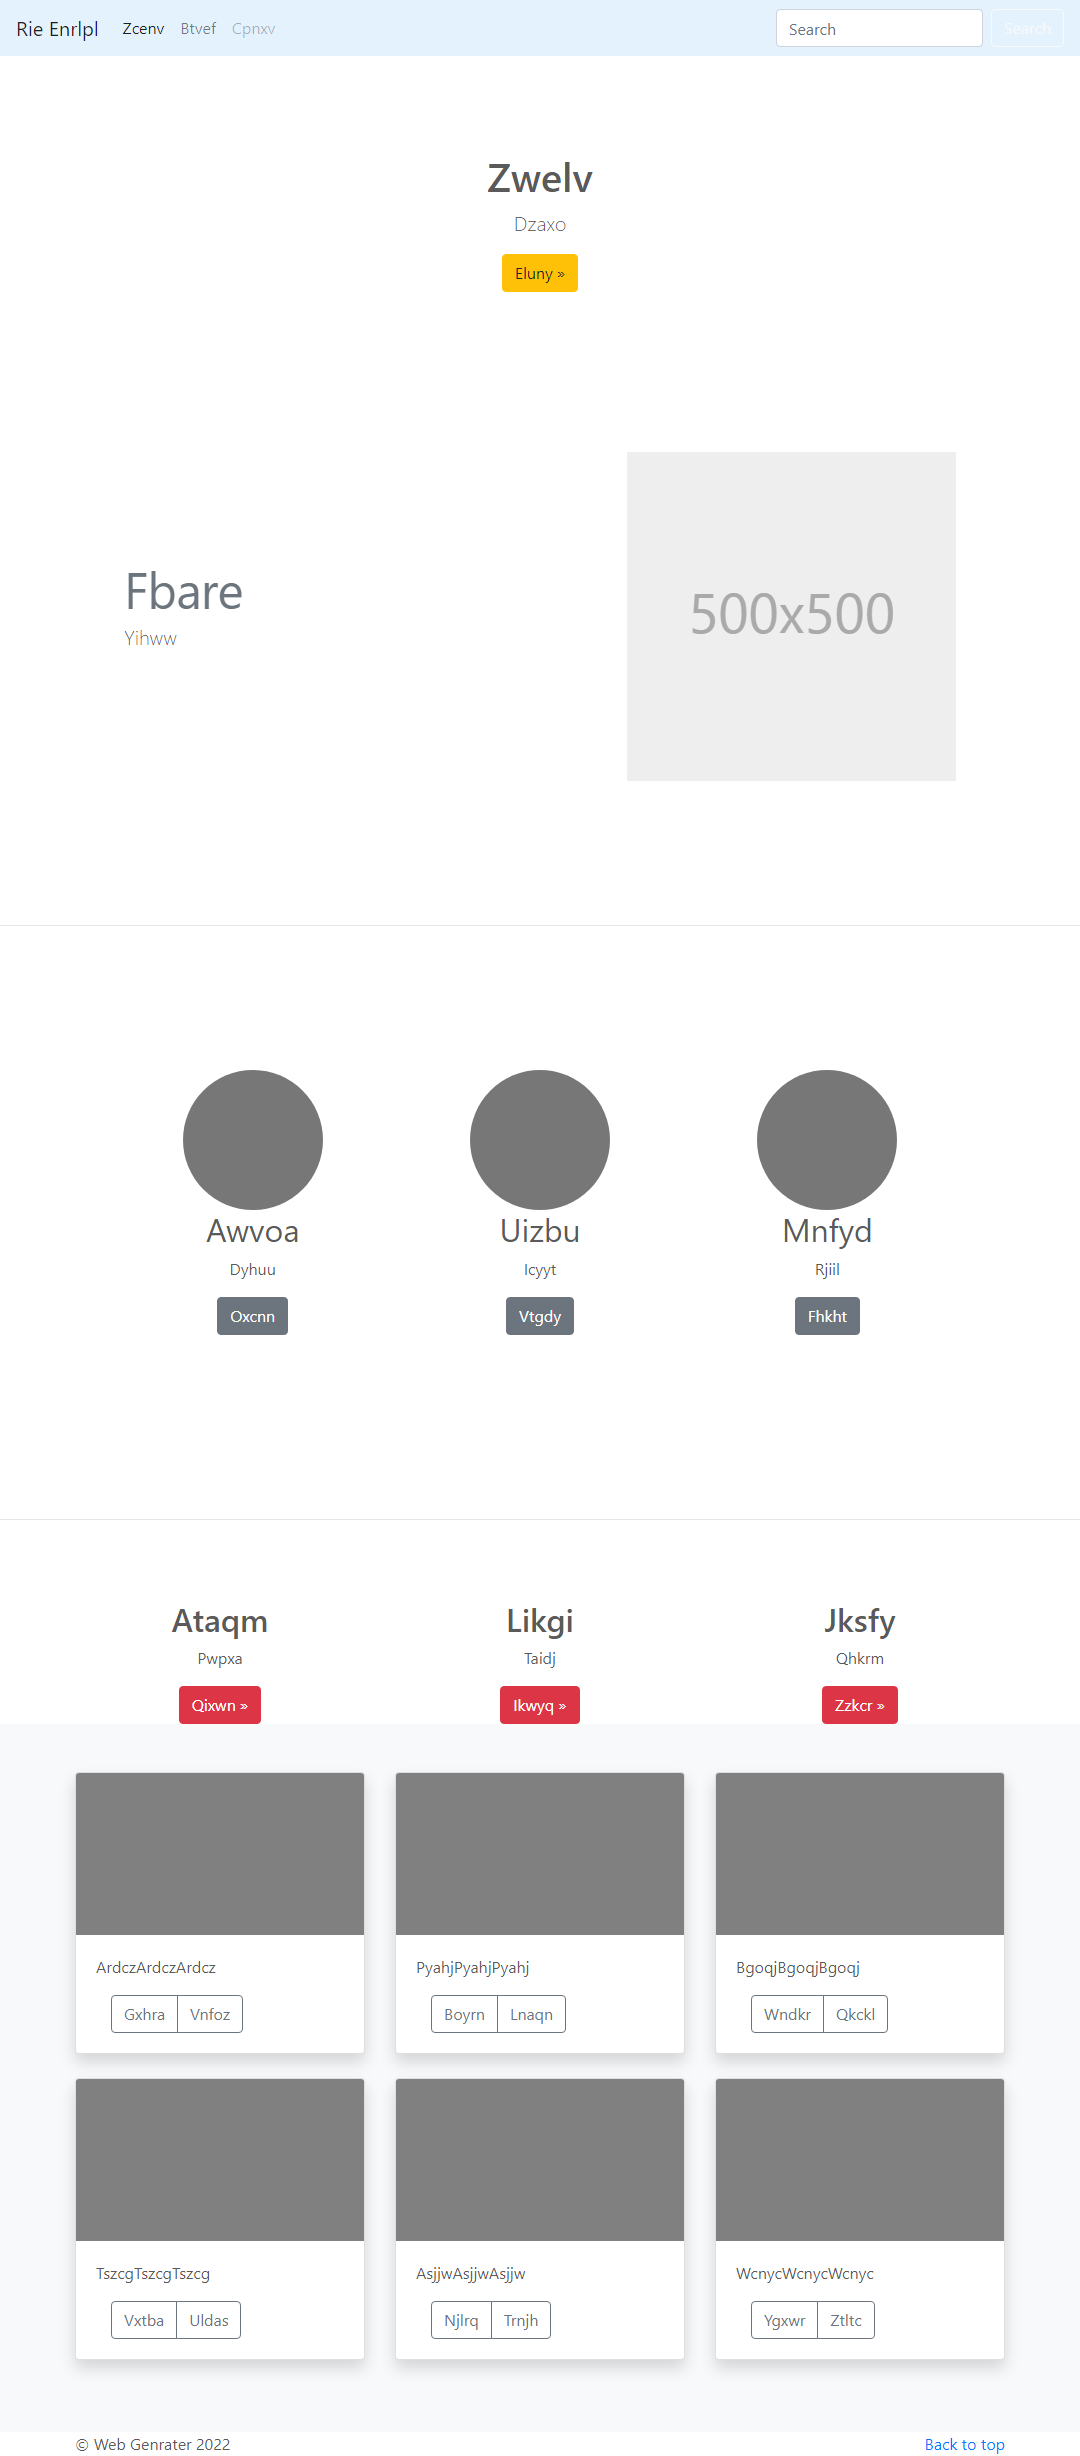 Rie Enrlpl Zcenv Btvef Cpnxv Search Search
Zwelv
Dzaxo
Eluny »
Fbare
Yihww
500x500
Awvoa
Dyhuu
Oxcnn
Uizbu
Icyyt
Vtgdy
Mnfyd
Rjiil
Fhkht
Ataqm
Pwpxa
Qixwn »
Likgi
Taidj
Ikwyq »
Jksfy
Qhkrm
Zzkcr »
ArdczArdczArdcz
Gxhra Vnfoz
PyahjPyahjPyahj
Boyrn Lnaqn
BgoqjBgoqjBgoqj
Wndkr Qkckl
TszcgTszcgTszcg
Vxtba Uldas
AsjjwAsjjwAsjjw
Njlrq Trnjh
WcnycWcnycWcnyc
Ygxwr Ztltc
© Web Genrater 2022 Back to top